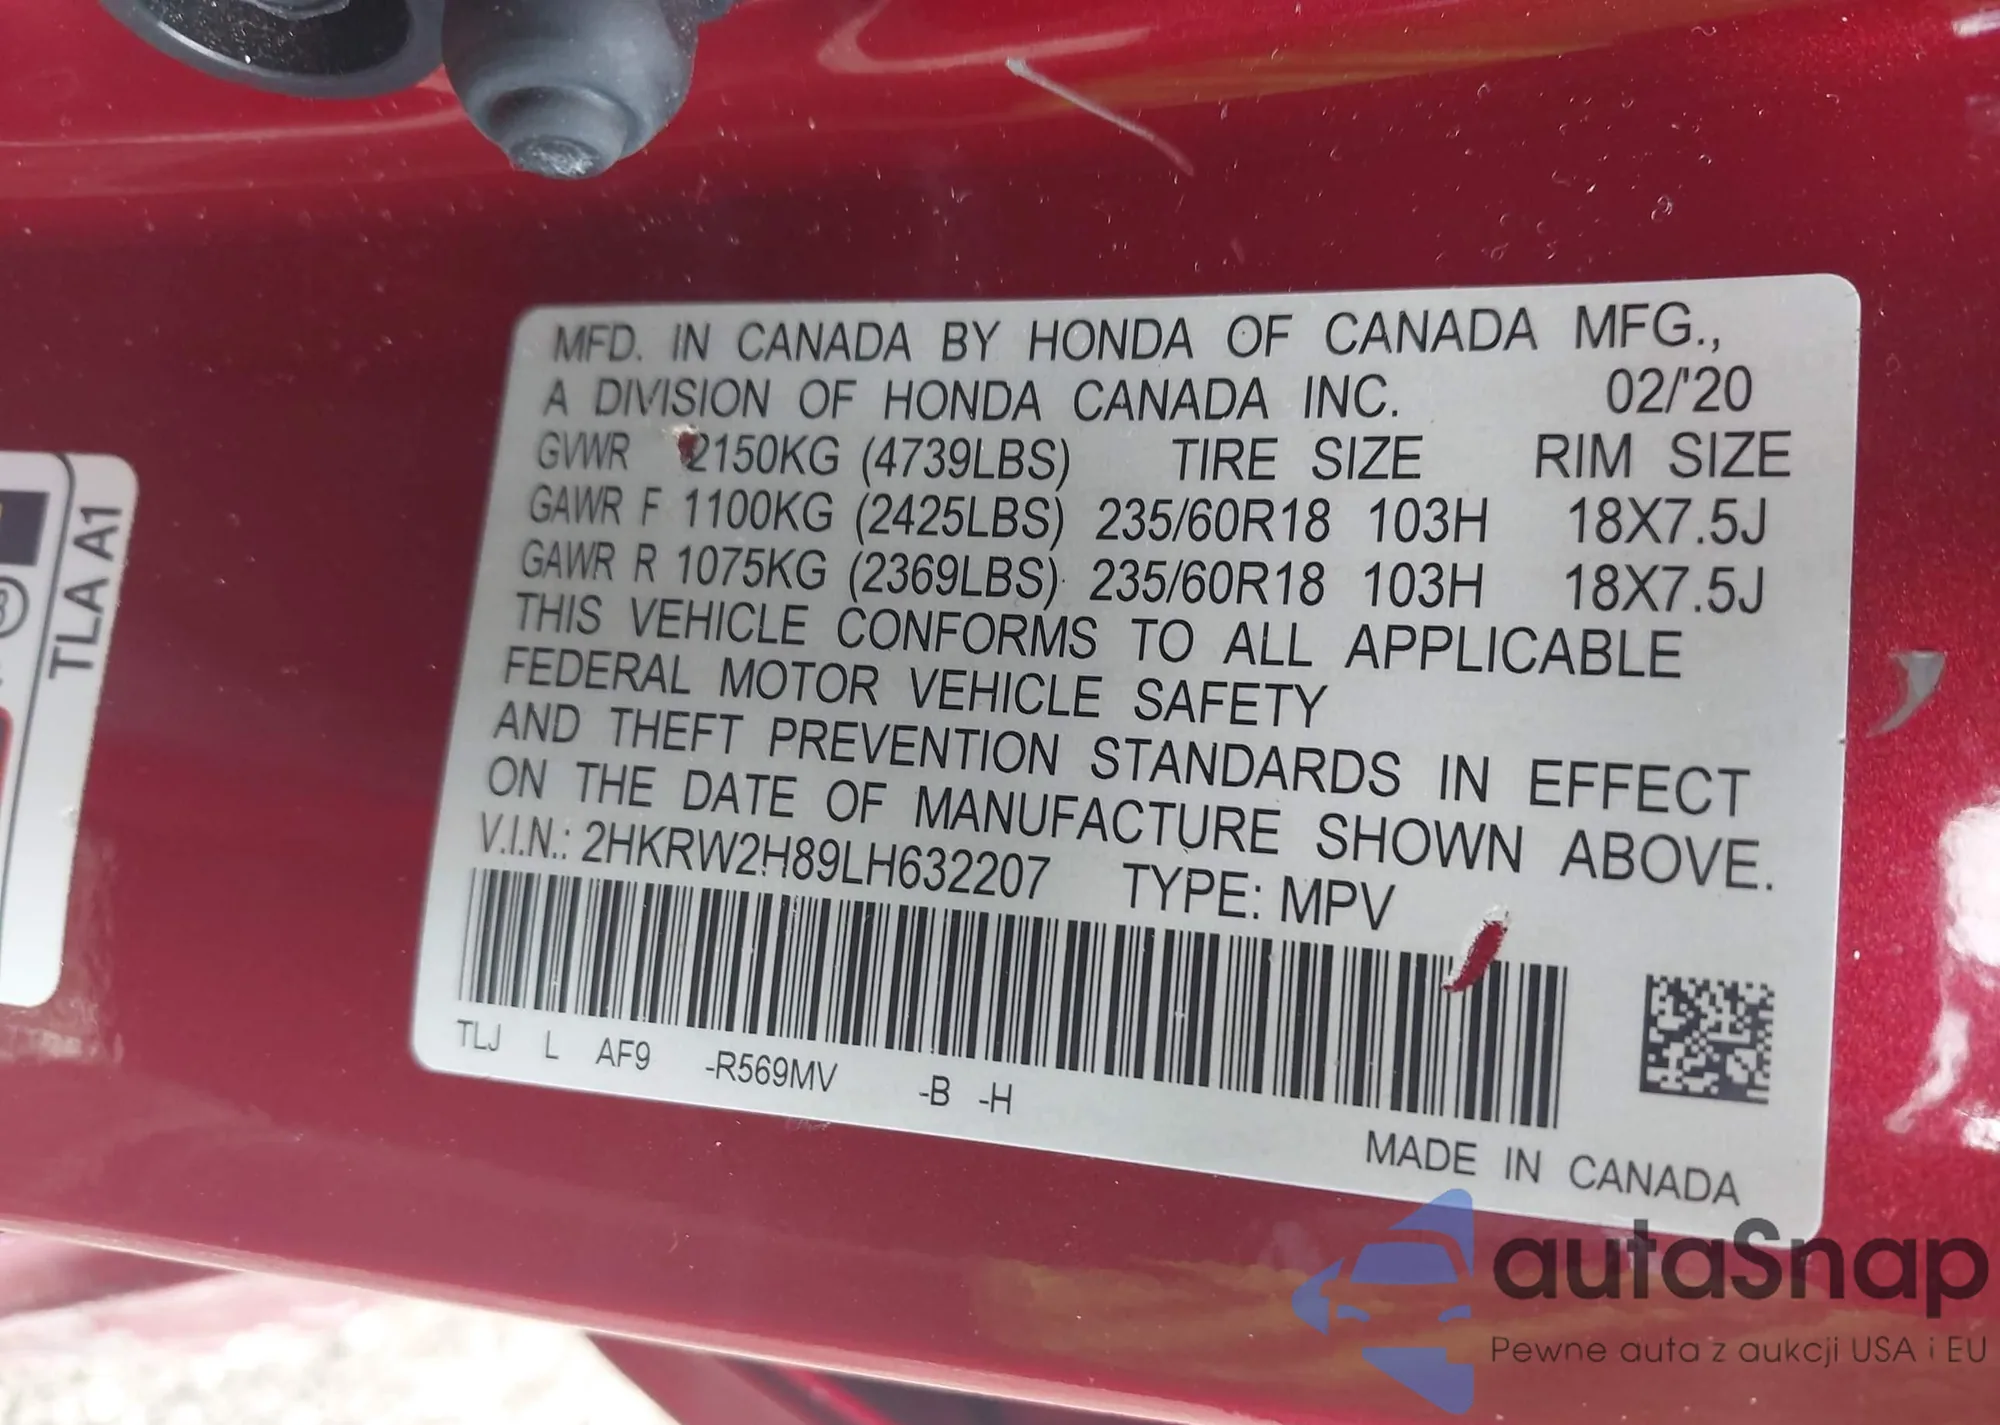 MFD. IN CANADA BY HONDA OF CANADA MFG.,
A DIVISION OF HONDA CANADA INC. 02/'20
GVWR 2150KG (4739LBS) TIRE SIZE RIM SIZE
GAWR F 1100KG (2425LBS) 235/60R18 103H 18X7.5J
GAWR R 1075KG (2369LBS) 235/60R18 103H 18X7.5J
THIS VEHICLE CONFORMS TO ALL APPLICABLE
FEDERAL MOTOR VEHICLE SAFETY
AND THEFT PREVENTION STANDARDS IN EFFECT
ON THE DATE OF MANUFACTURE SHOWN ABOVE.
V.I.N.: 2HKRW2H89LH632207 TYPE: MPV
TLJ L AF9 -R569MV -B -H
MADE IN CANADA
TLA A1
autaSnap
Pewne auta z aukcji USA i EU